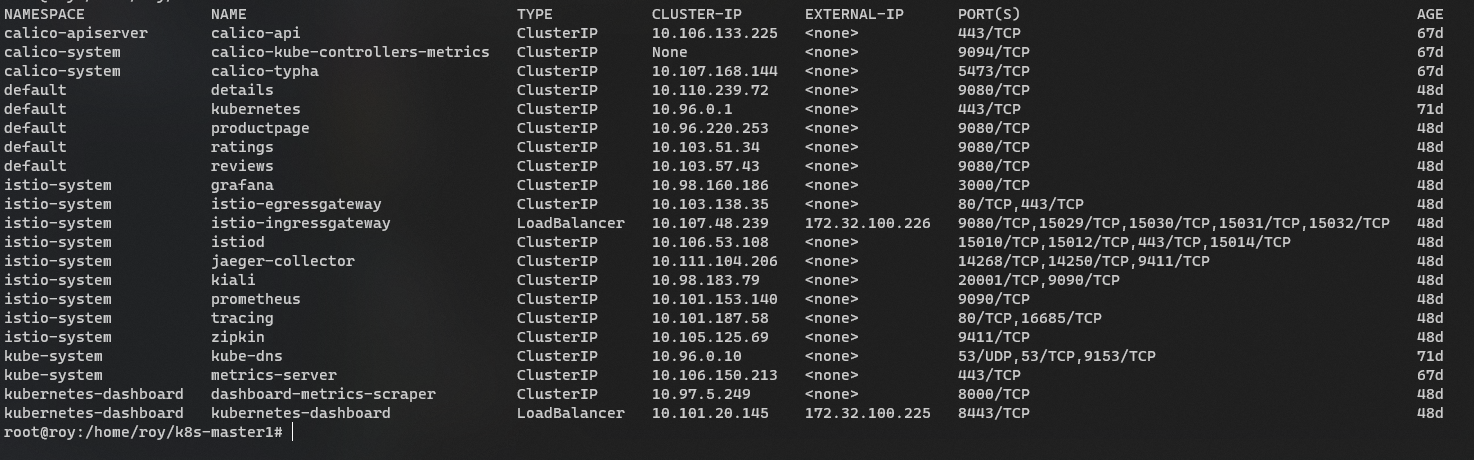 NAMESPACE NAME TYPE CLUSTER-IP EXTERNAL-IP PORT(S) AGE
calico-apiserver calico-api ClusterIP 10.106.133.225 <none> 443/TCP 67d
calico-system calico-kube-controllers-metrics ClusterIP None <none> 9094/TCP 67d
calico-system calico-typha ClusterIP 10.107.168.144 <none> 5473/TCP 67d
default details ClusterIP 10.110.239.72 <none> 9080/TCP 48d
default kubernetes ClusterIP 10.96.0.1 <none> 443/TCP 71d
default productpage ClusterIP 10.96.220.253 <none> 9080/TCP 48d
default ratings ClusterIP 10.103.51.34 <none> 9080/TCP 48d
default reviews ClusterIP 10.103.57.43 <none> 9080/TCP 48d
istio-system grafana ClusterIP 10.98.160.186 <none> 3000/TCP 48d
istio-system istio-egressgateway ClusterIP 10.103.138.35 <none> 80/TCP,443/TCP 48d
istio-system istio-ingressgateway LoadBalancer 10.107.48.239 172.32.100.226 9080/TCP,15029/TCP,15030/TCP,15031/TCP,15032/TCP 48d
istio-system istiod ClusterIP 10.106.53.108 <none> 15010/TCP,15012/TCP,443/TCP,15014/TCP 48d
istio-system jaeger-collector ClusterIP 10.111.104.206 <none> 14268/TCP,14250/TCP,9411/TCP 48d
istio-system kiali ClusterIP 10.98.183.79 <none> 20001/TCP,9090/TCP 48d
istio-system prometheus ClusterIP 10.101.153.140 <none> 9090/TCP 48d
istio-system tracing ClusterIP 10.101.187.58 <none> 80/TCP,16685/TCP 48d
istio-system zipkin ClusterIP 10.105.125.69 <none> 9411/TCP 48d
kube-system kube-dns ClusterIP 10.96.0.10 <none> 53/UDP,53/TCP,9153/TCP 71d
kube-system metrics-server ClusterIP 10.106.150.213 <none> 443/TCP 67d
kubernetes-dashboard dashboard-metrics-scraper ClusterIP 10.97.5.249 <none> 8000/TCP 48d
kubernetes-dashboard kubernetes-dashboard LoadBalancer 10.101.20.145 172.32.100.225 8443/TCP 48d
root@roy:/home/roy/k8s-master1#